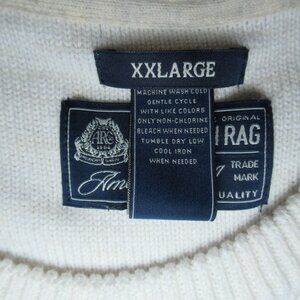 XXLARGE
MACHINE WASH COLD
GENTLE CYCLE
WITH LIKE COLORS
ONLY NON-CHLORINE
BLEACH WHEN NEEDED
TUMBLE DRY LOW
COOL IRON
WHEN NEEDED
ARC
ORIGINAL
RAG
TRADE
MARK
QUALITY